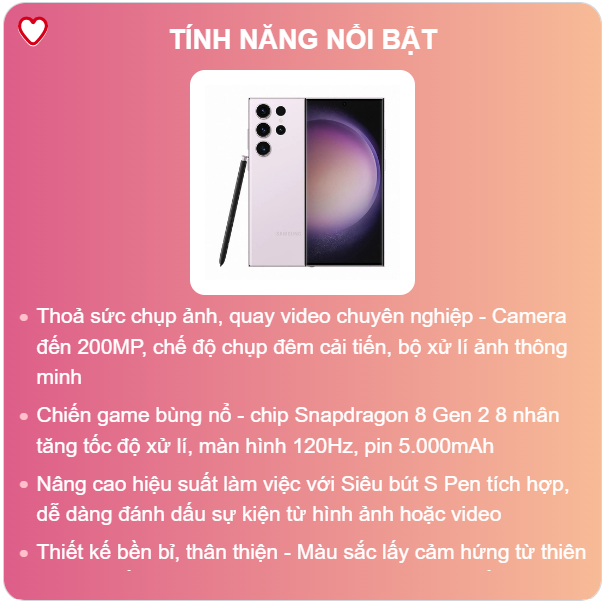 TÍNH NĂNG NỔI BẬT
SAMSUNG
Thoả sức chụp ảnh, quay video chuyên nghiệp - Camera
đến 200MP, chế độ chụp đêm cải tiến, bộ xử lí ảnh thông
minh
Chiến game bùng nổ - chip Snapdragon 8 Gen 2 8 nhân
tăng tốc độ xử lí, màn hình 120Hz, pin 5.000mAh
Nâng cao hiệu suất làm việc với Siêu bút S Pen tích hợp,
dễ dàng đánh dấu sự kiện từ hình ảnh hoặc video
Thiết kế bền bỉ, thân thiện - Màu sắc lấy cảm hứng từ thiên